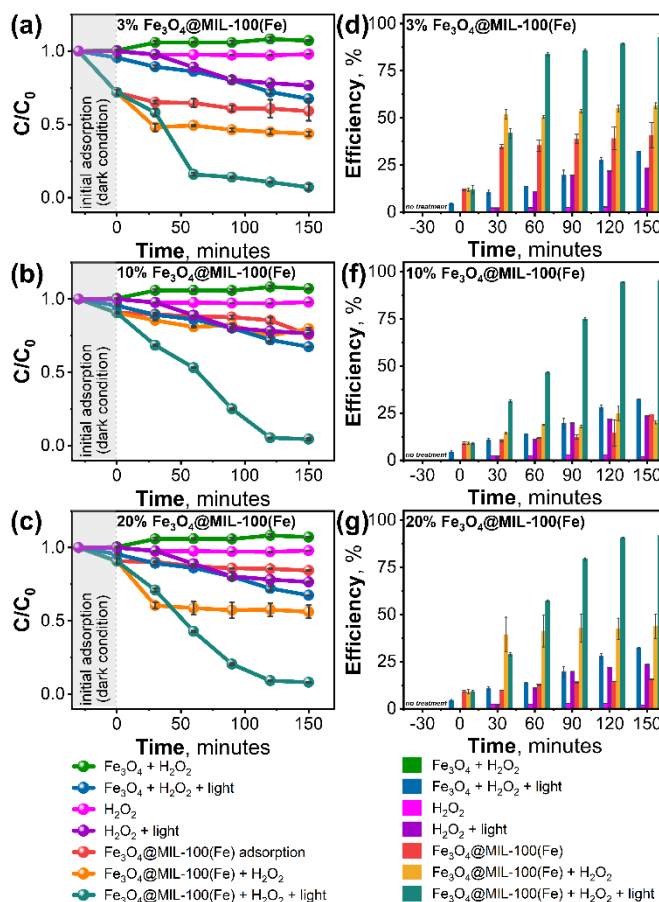 (a)
3% Fe₃O₄@MIL-100(Fe)
1.0
0.5
0.0
C/C₀
initial adsorption
(dark condition)
0 50 100 150
Time, minutes
(d)
3% Fe₃O₄@MIL-100(Fe)
100
75
50
25
0
Efficiency, %
no treatment
-30 0 30 60 90 120 150
Time, minutes
(b)
10% Fe₃O₄@MIL-100(Fe)
1.0
0.5
0.0
C/C₀
initial adsorption
(dark condition)
0 50 100 150
Time, minutes
(f)
10% Fe₃O₄@MIL-100(Fe)
100
75
50
25
0
Efficiency, %
no treatment
-30 0 30 60 90 120 150
Time, minutes
(c)
20% Fe₃O₄@MIL-100(Fe)
1.0
0.5
0.0
C/C₀
initial adsorption
(dark condition)
0 50 100 150
Time, minutes
(g)
20% Fe₃O₄@MIL-100(Fe)
100
75
50
25
0
Efficiency, %
no treatment
-30 0 30 60 90 120 150
Time, minutes
Fe₃O₄ + H₂O₂
Fe₃O₄ + H₂O₂ + light
H₂O₂
H₂O₂ + light
Fe₃O₄@MIL-100(Fe) adsorption
Fe₃O₄@MIL-100(Fe) + H₂O₂
Fe₃O₄@MIL-100(Fe) + H₂O₂ + light
Fe₃O₄ + H₂O₂
Fe₃O₄ + H₂O₂ + light
H₂O₂
H₂O₂ + light
Fe₃O₄@MIL-100(Fe)
Fe₃O₄@MIL-100(Fe) + H₂O₂
Fe₃O₄@MIL-100(Fe) + H₂O₂ + light